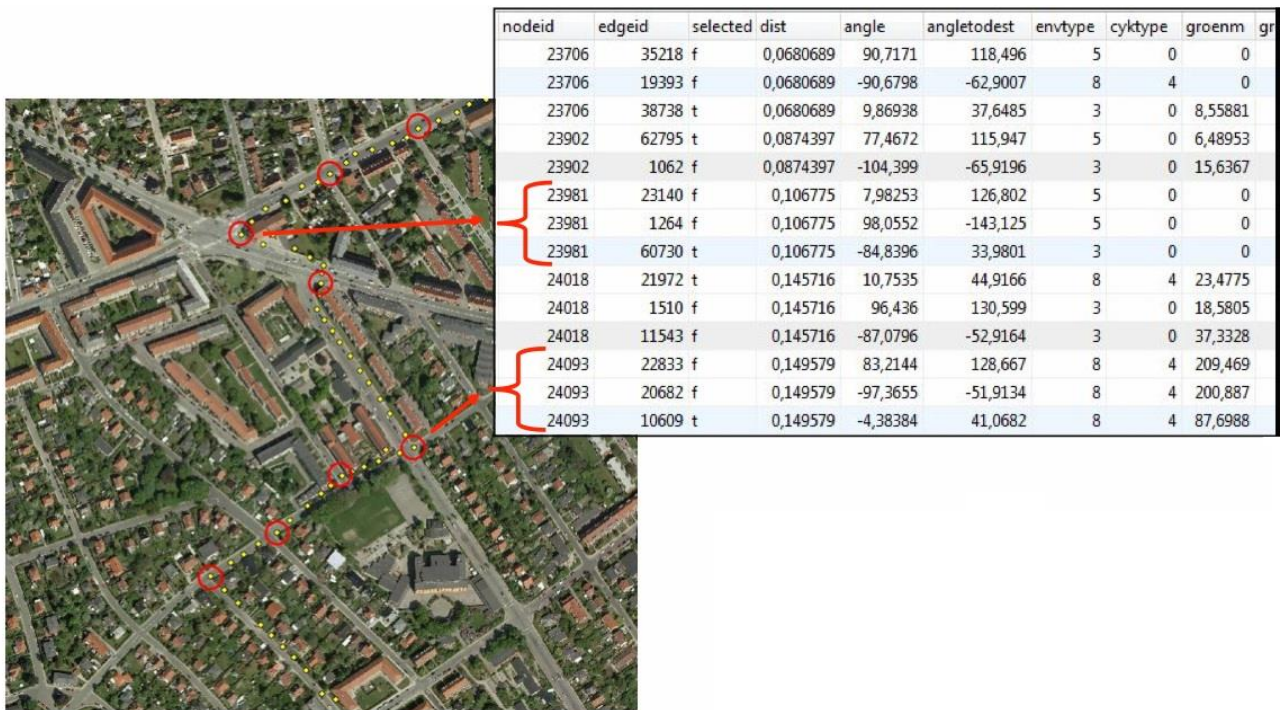 nodeid edgeid selected dist angle angletodest envtype cyktype groenm gr
23706 35218 f 0,0680689 90,7171 118,496 5 0 0
23706 19393 f 0,0680689 -90,6798 -62,9007 8 4 0
23706 38738 t 0,0680689 9,86938 37,6485 3 0 8,55881
23902 62795 t 0,0874397 77,4672 115,947 5 0 6,48953
23902 1062 f 0,0874397 -104,399 -65,9196 3 0 15,6367
23981 23140 f 0,106775 7,98253 126,802 5 0 0
23981 1264 f 0,106775 98,0552 -143,125 5 0 0
23981 60730 t 0,106775 -84,8396 33,9801 3 0 0
24018 21972 t 0,145716 10,7535 44,9166 8 4 23,4775
24018 1510 f 0,145716 96,436 130,599 3 0 18,5805
24018 11543 f 0,145716 -87,0796 -52,9164 3 0 37,3328
24093 22833 f 0,149579 83,2144 128,667 8 4 209,469
24093 20682 f 0,149579 -97,3655 -51,9134 8 4 200,887
24093 10609 t 0,149579 -4,38384 41,0682 8 4 87,6988